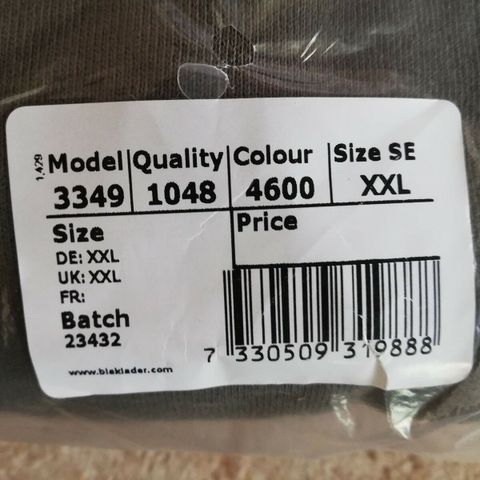 1,429
Model Quality Colour Size SE
3349 1048 4600 XXL
Size Price
DE: XXL
UK: XXL
FR:
Batch
23432
7 330509 319888
www.blaklader.com